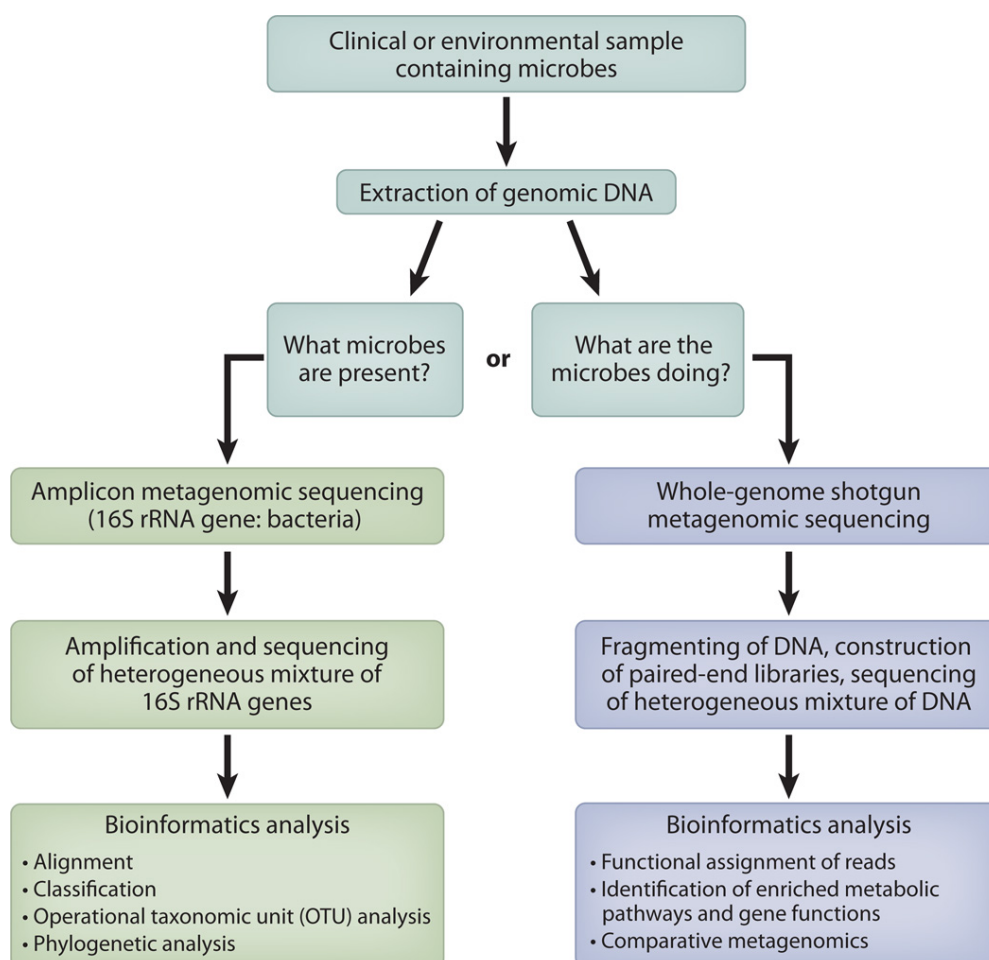 Clinical or environmental sample
containing microbes
Extraction of genomic DNA
What microbes
are present?
or
What are the
microbes doing?
Amplicon metagenomic sequencing
(16S rRNA gene: bacteria)
Amplification and sequencing
of heterogeneous mixture of
16S rRNA genes
Bioinformatics analysis
• Alignment
• Classification
• Operational taxonomic unit (OTU) analysis
• Phylogenetic analysis
Whole-genome shotgun
metagenomic sequencing
Fragmenting of DNA, construction
of paired-end libraries, sequencing
of heterogeneous mixture of DNA
Bioinformatics analysis
• Functional assignment of reads
• Identification of enriched metabolic
pathways and gene functions
• Comparative metagenomics